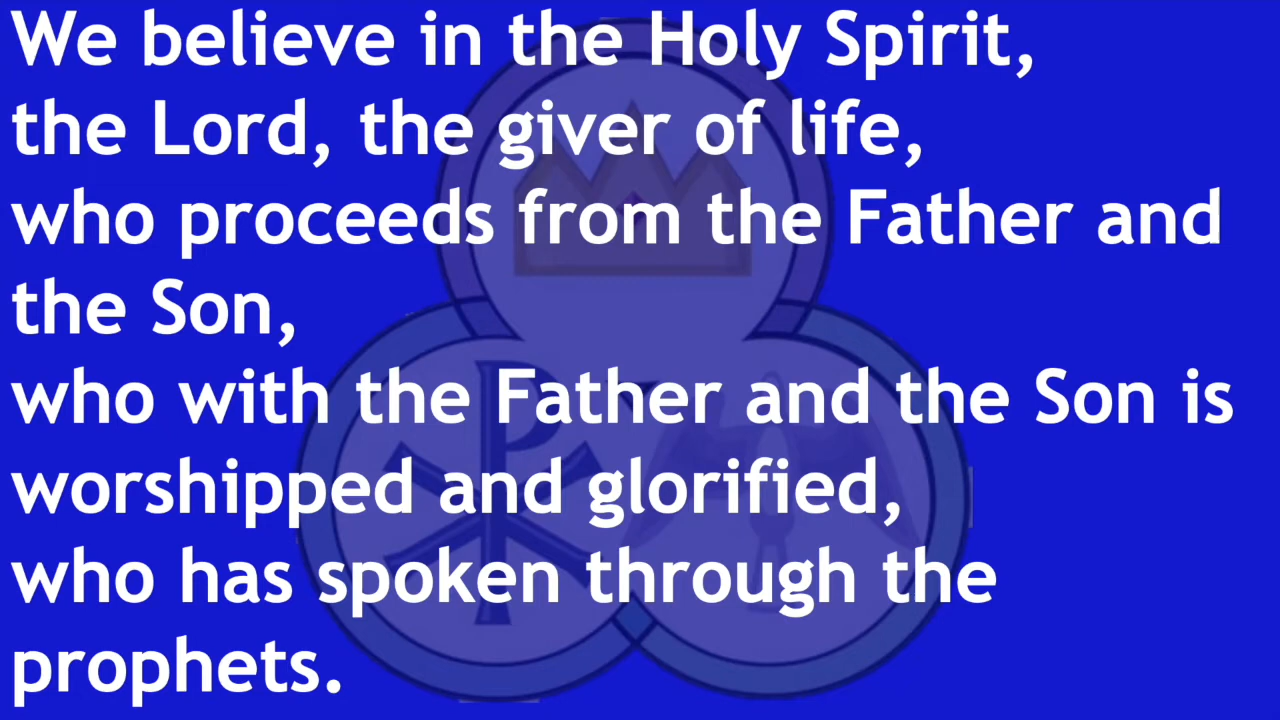 We believe in the Holy Spirit,
the Lord, the giver of life,
who proceeds from the Father and
the Son,
who with the Father and the Son is
worshipped and glorified,
who has spoken through the
prophets.